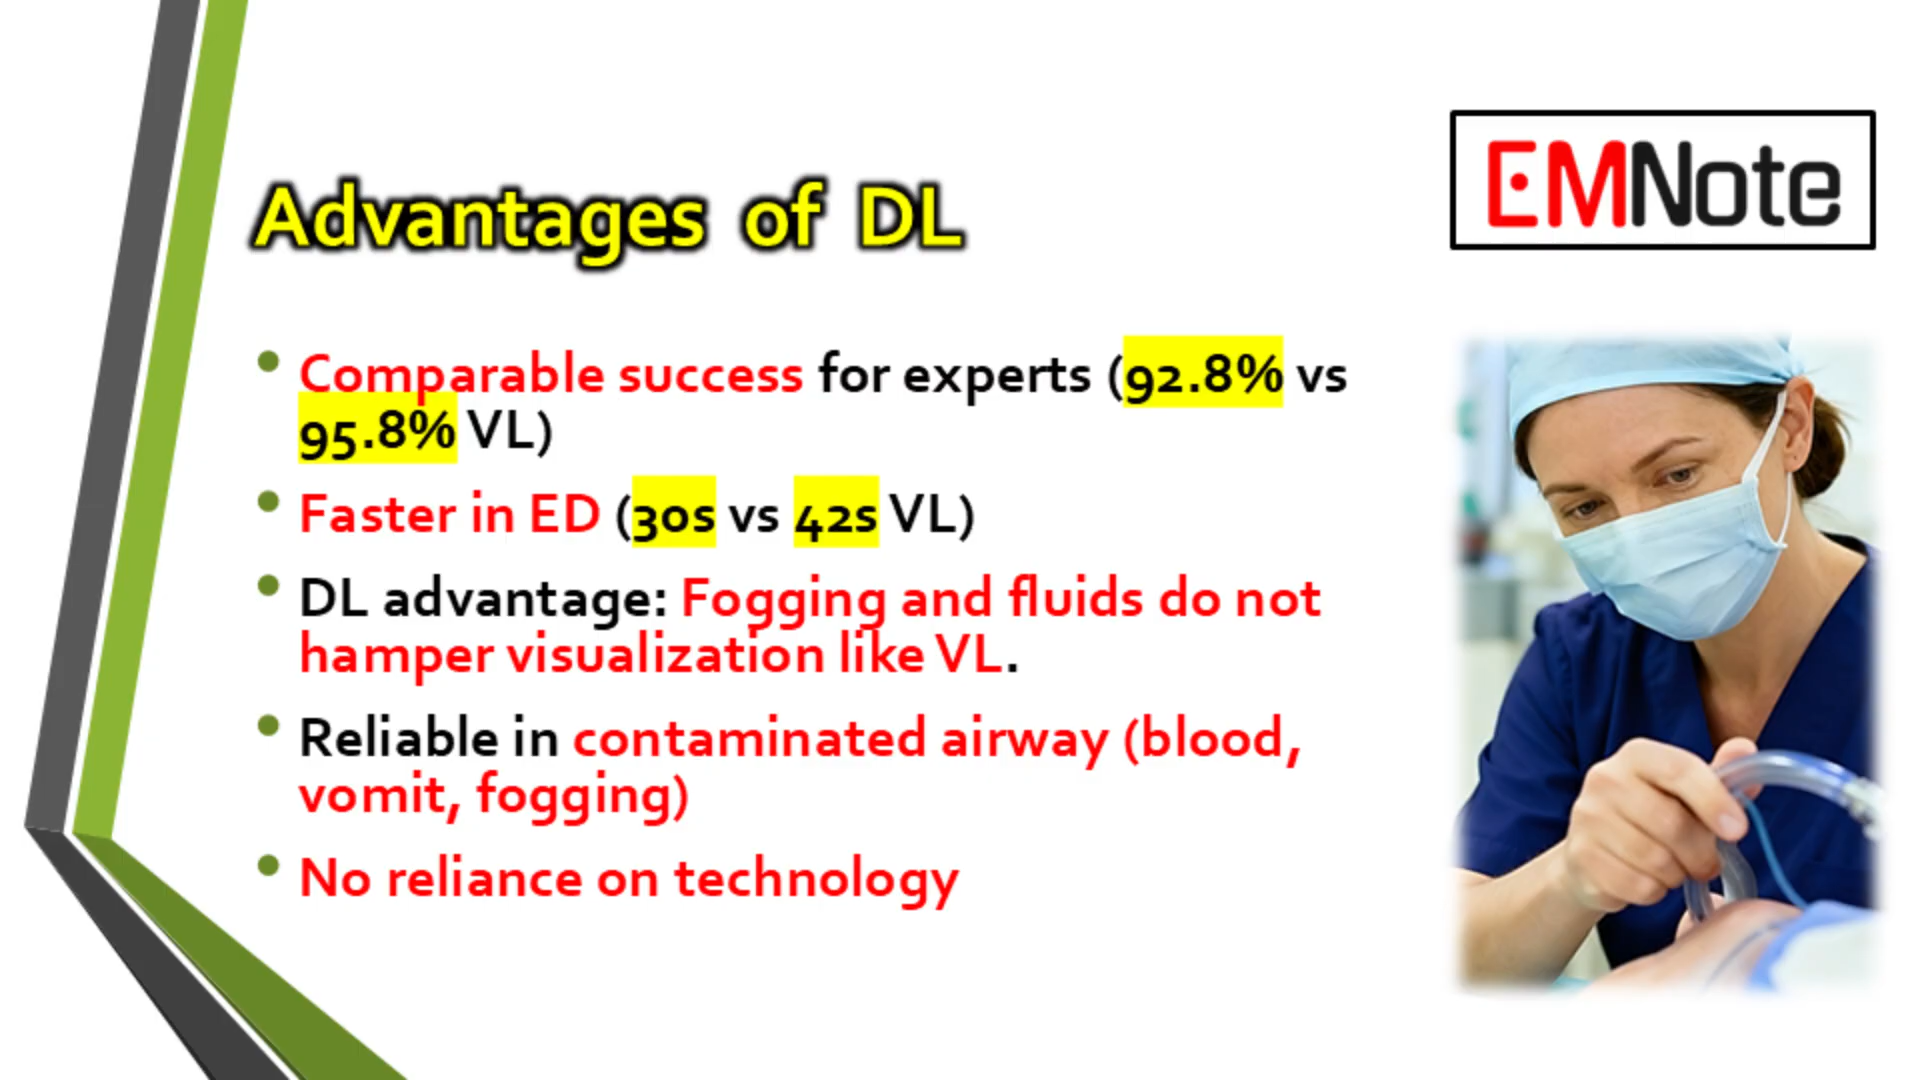 EMNote
Advantages of DL
• Comparable success for experts (92.8% vs
95.8% VL)
• Faster in ED (30s vs 42s VL)
• DL advantage: Fogging and fluids do not
hamper visualization like VL.
• Reliable in contaminated airway (blood,
vomit, fogging)
• No reliance on technology